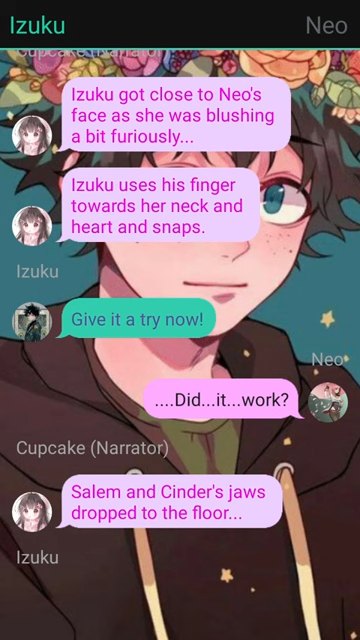 Izuku Neo
Cupcake (Narrator)
Izuku got close to Neo's
face as she was blushing
a bit furiously...
Izuku uses his finger
towards her neck and
heart and snaps.
Izuku
Give it a try now!
Neo
....Did...it...work?
Cupcake (Narrator)
Salem and Cinder's jaws
dropped to the floor...
Izuku